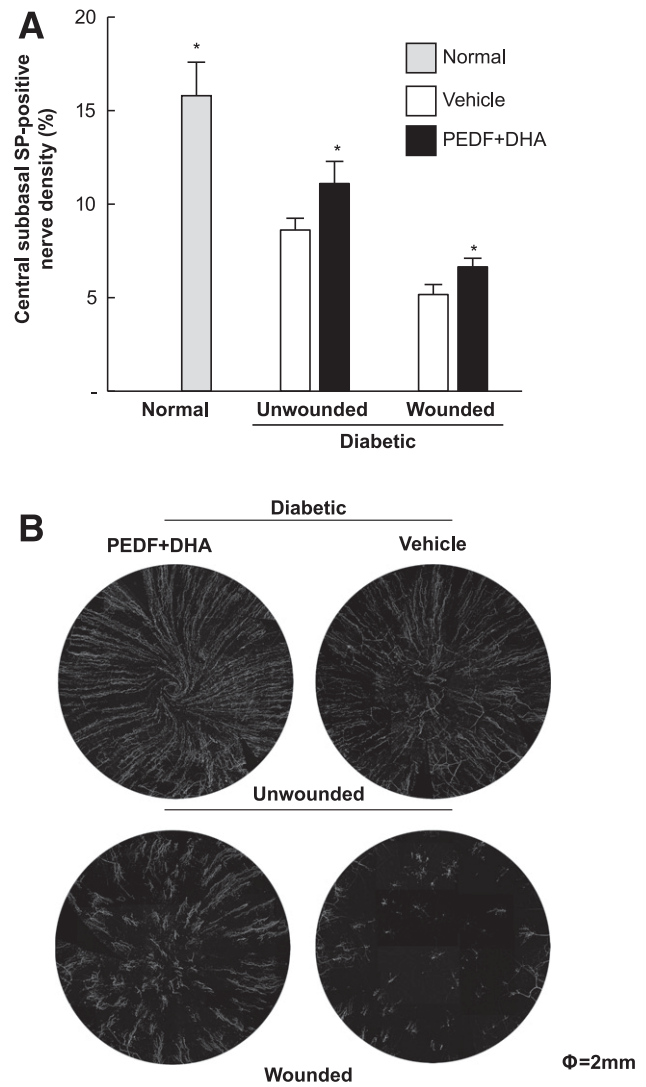 A
Central subbasal SP-positive
nerve density (%)
20
15
10
5
-
*
*
*
Normal
Vehicle
PEDF+DHA
Normal
Unwounded
Wounded
Diabetic
B
Diabetic
PEDF+DHA
Vehicle
Unwounded
Wounded
Φ=2mm